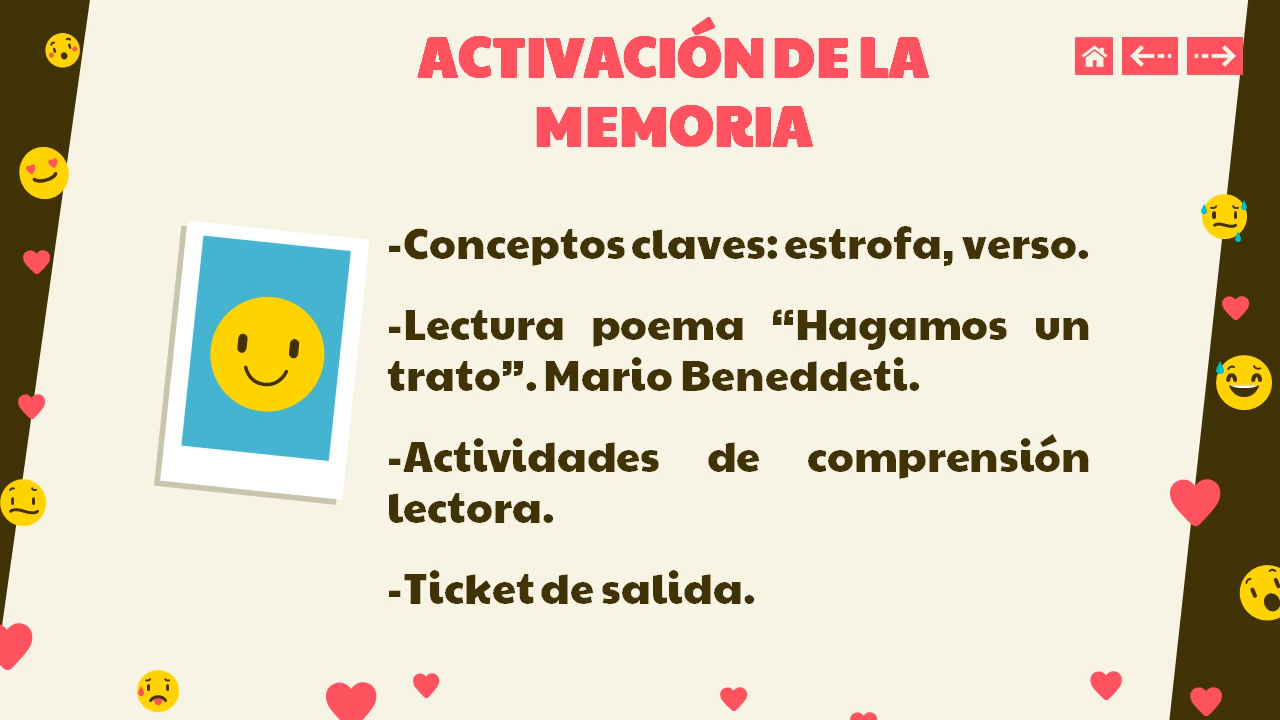 ACTIVACIÓN DE LA
MEMORIA
-Conceptos claves: estrofa, verso.
-Lectura poema “Hagamos un
trato”. Mario Beneddeti.
-Actividades de comprensión
lectora.
-Ticket de salida.